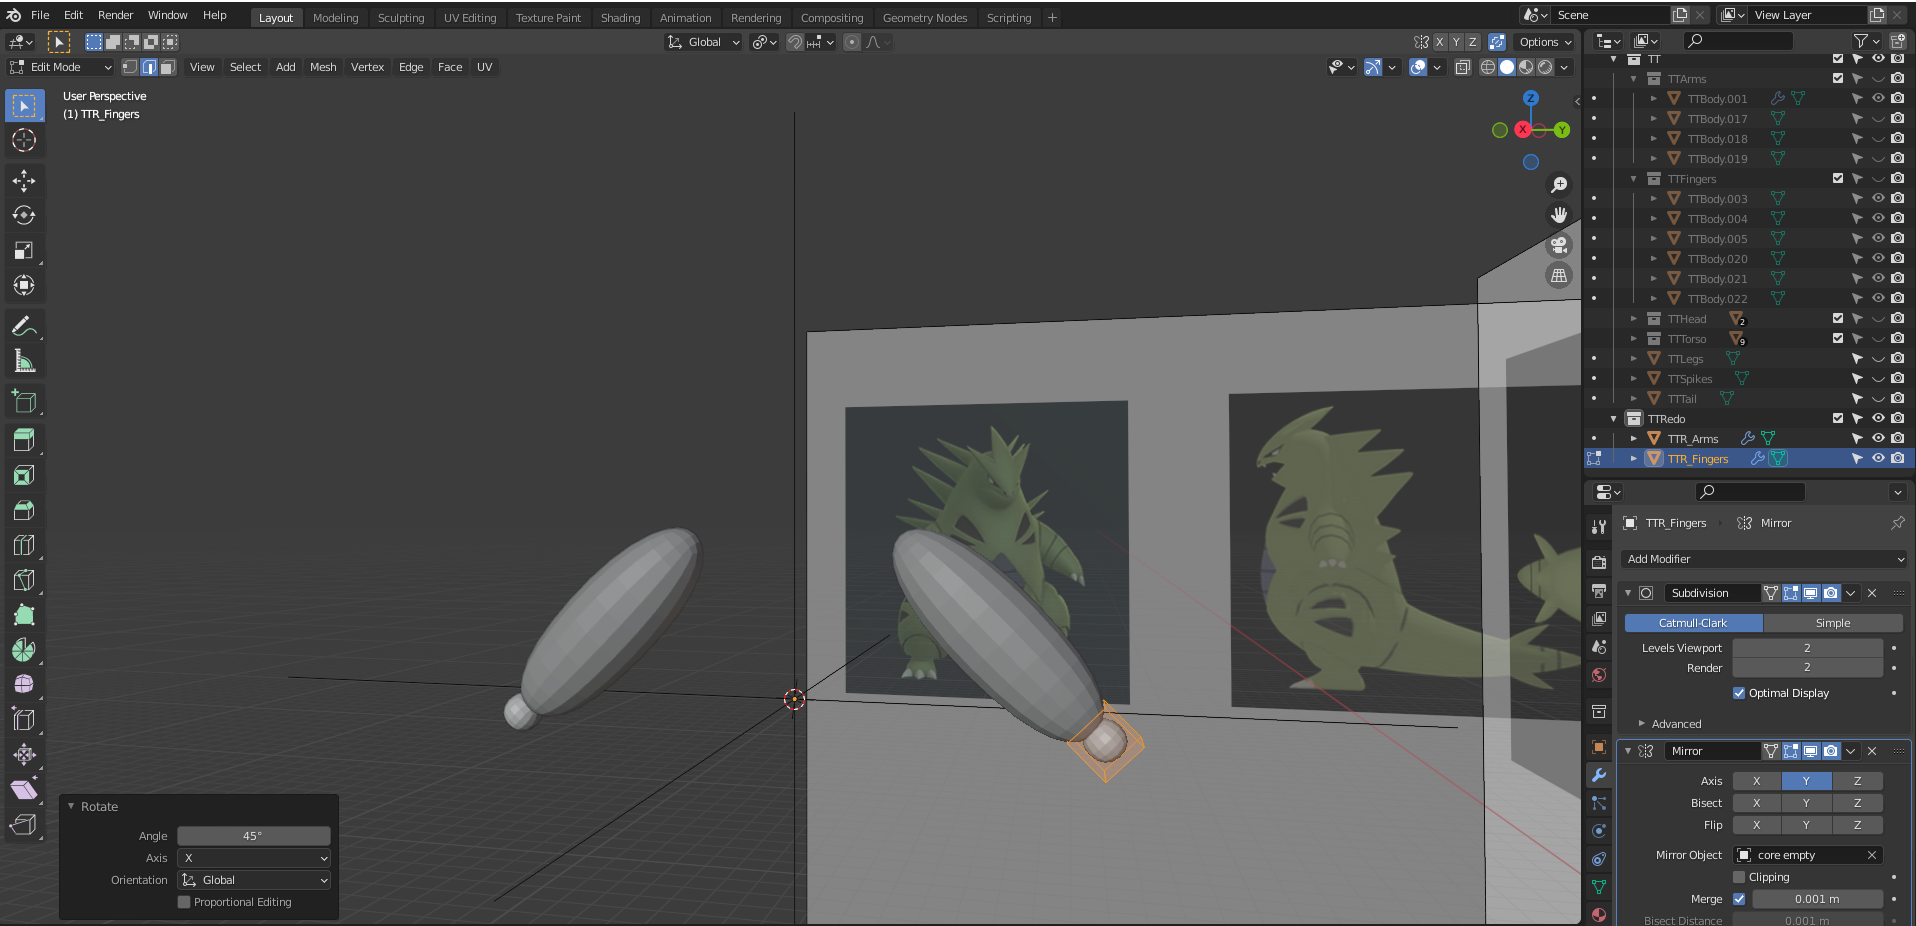 File Edit Render Window Help Layout Modeling Sculpting UV Editing Texture Paint Shading Animation Rendering Compositing Geometry Nodes Scripting + Scene View Layer
Global X Y Z Options
Edit Mode View Select Add Mesh Vertex Edge Face UV
User Perspective
(1) TTR_Fingers
Z
X Y
Rotate
Angle 45°
Axis X
Orientation Global
Proportional Editing
TT
TTArms
TTBody.001
TTBody.017
TTBody.018
TTBody.019
TTFingers
TTBody.003
TTBody.004
TTBody.005
TTBody.020
TTBody.021
TTBody.022
TTHead 2
TTTorso 9
TTLegs
TTSpikes
TTTail
TTRedo
TTR_Arms
TTR_Fingers
TTR_Fingers Mirror
Add Modifier
Subdivision
Catmull-Clark Simple
Levels Viewport 2
Render 2
Optimal Display
Advanced
Mirror
Axis X Y Z
Bisect X Y Z
Flip X Y Z
Mirror Object core empty
Clipping
Merge 0.001 m
Bisect Distance 0.001 m